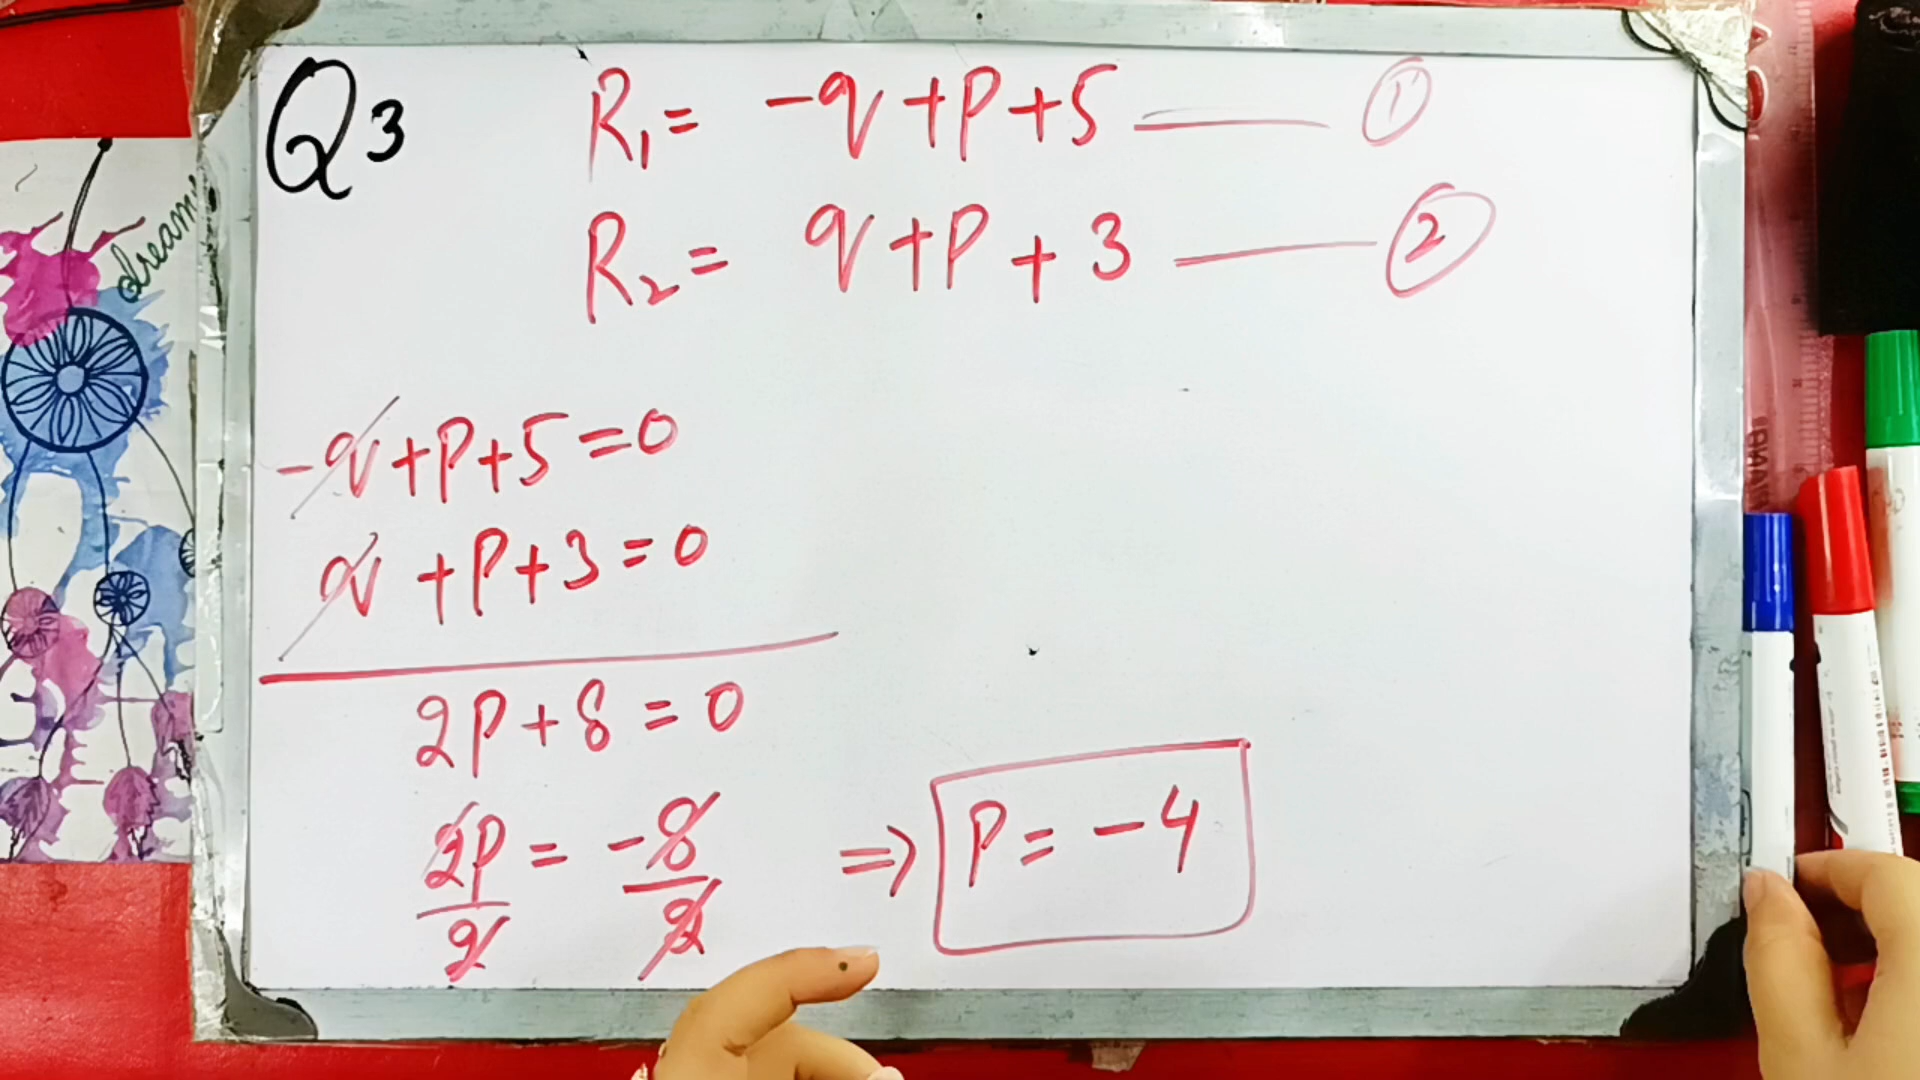 Q3
R₁ = -q + P + 5 —— ①
R₂ = q + P + 3 —— ②
dreams
-q + P + 5 = 0
q + P + 3 = 0
2P + 8 = 0
2P/2 = -8/2 ⇒ P = -4